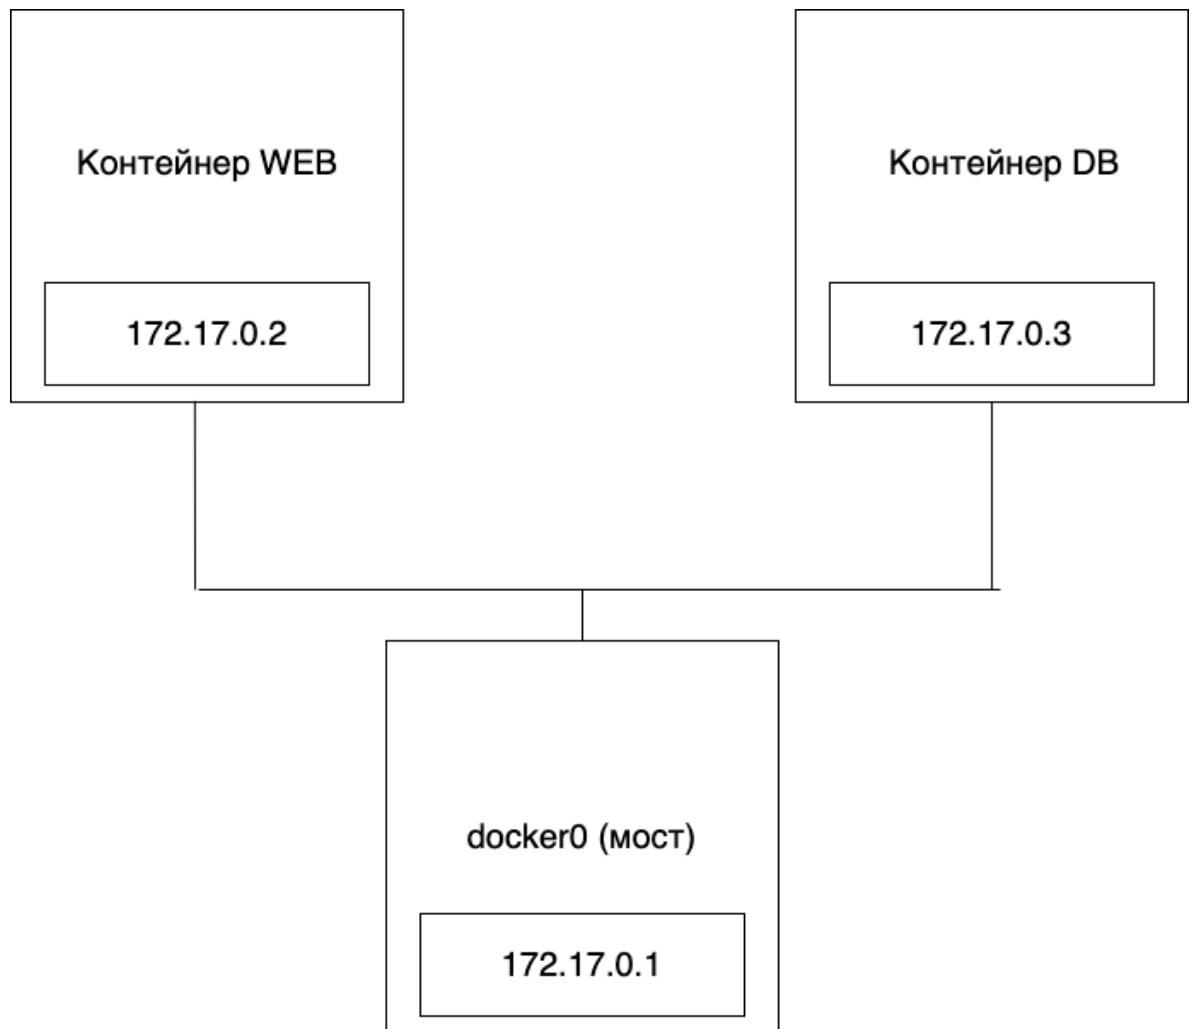 Контейнер WEB
172.17.0.2
Контейнер DB
172.17.0.3
docker0 (мост)
172.17.0.1